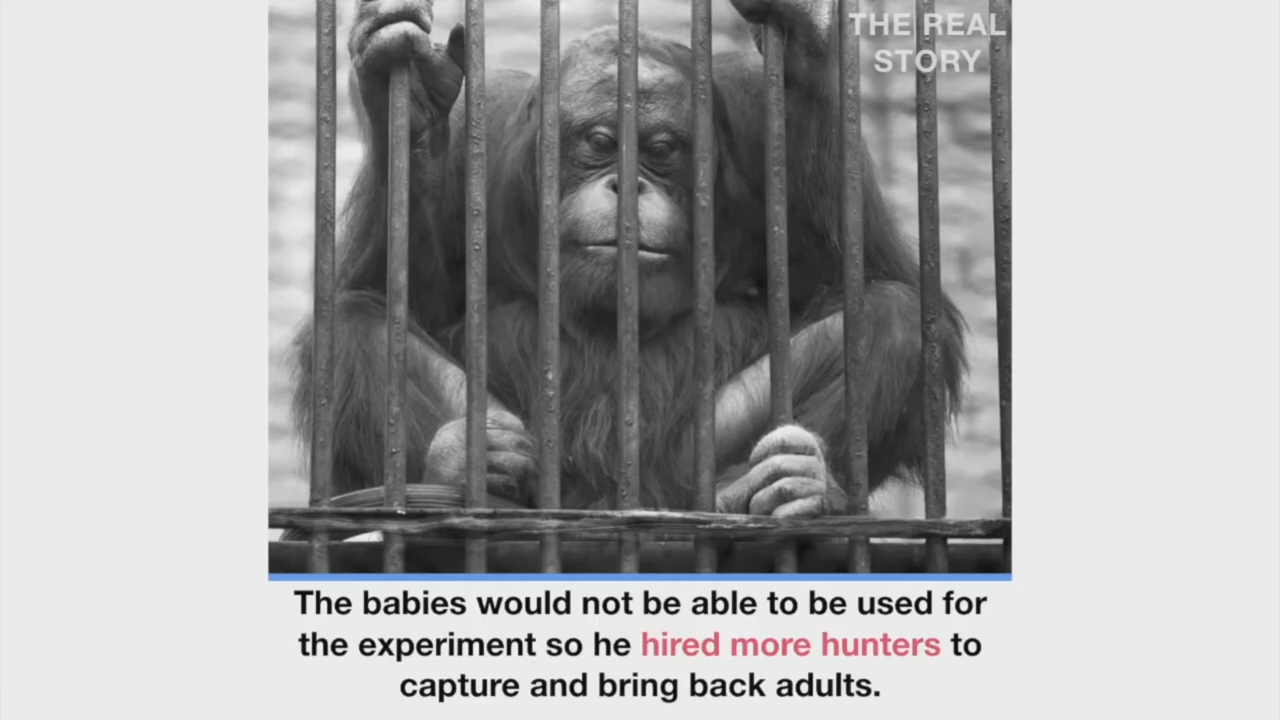 THE REAL
STORY
The babies would not be able to be used for
the experiment so he hired more hunters to
capture and bring back adults.